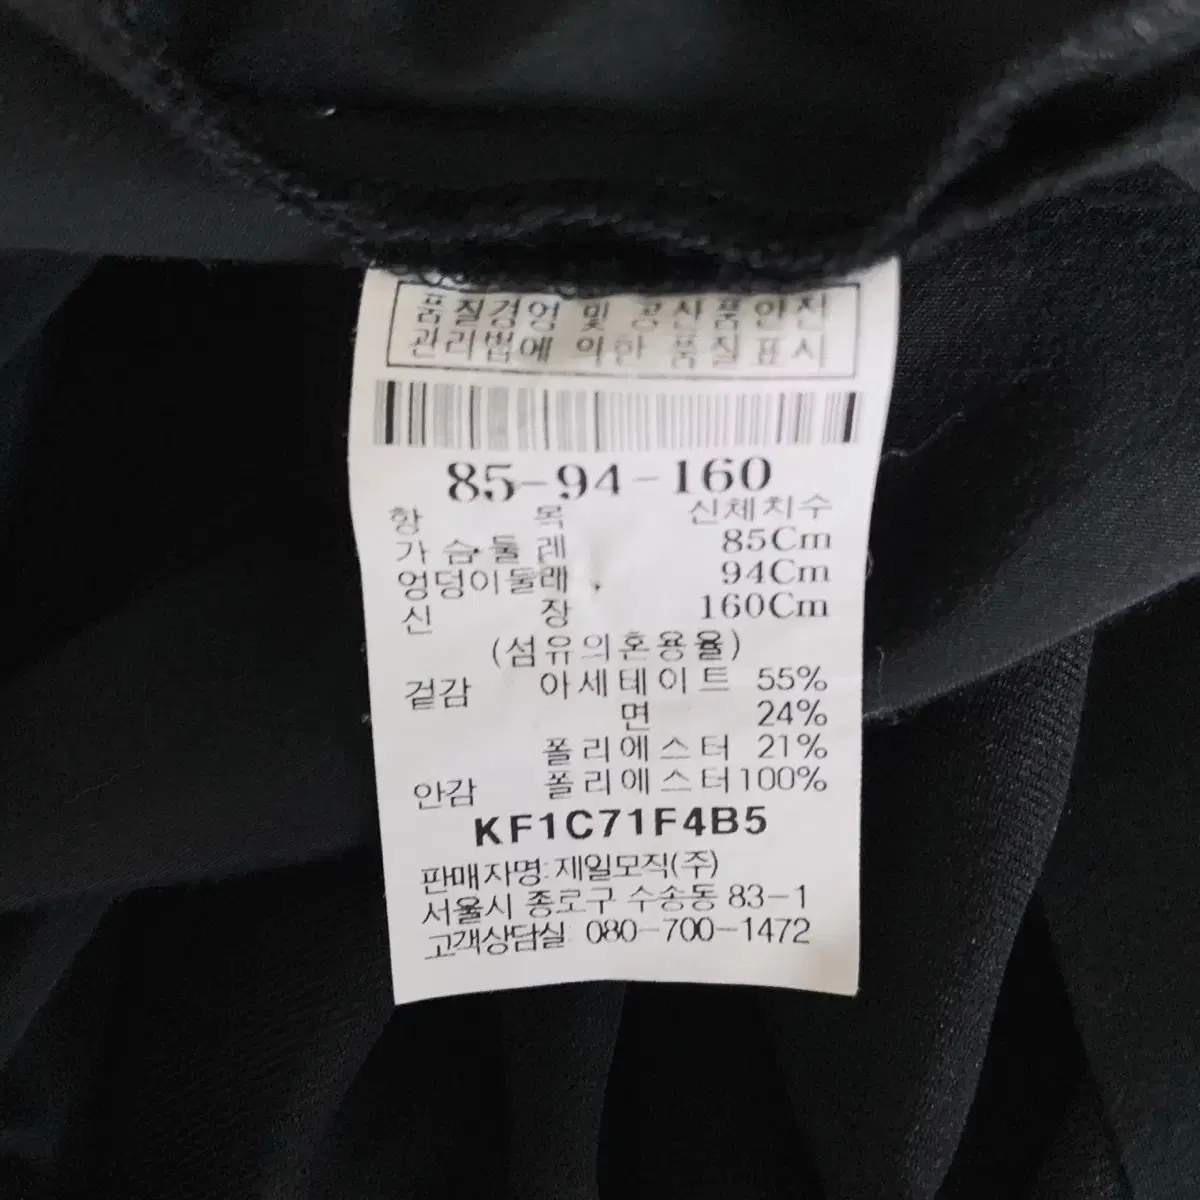 품질경영 및 공산품안전
관리법에 의한 품질표시
85-94-160
항 목 신체치수
가슴둘레 85Cm
엉덩이둘레 94Cm
신 장 160Cm
(섬유의혼용율)
겉감 아세테이트 55%
면 24%
폴리에스터 21%
안감 폴리에스터 100%
KF1C71F4B5
판매자명:제일모직(주)
서울시 종로구 수송동 83-1
고객상담실 080-700-1472